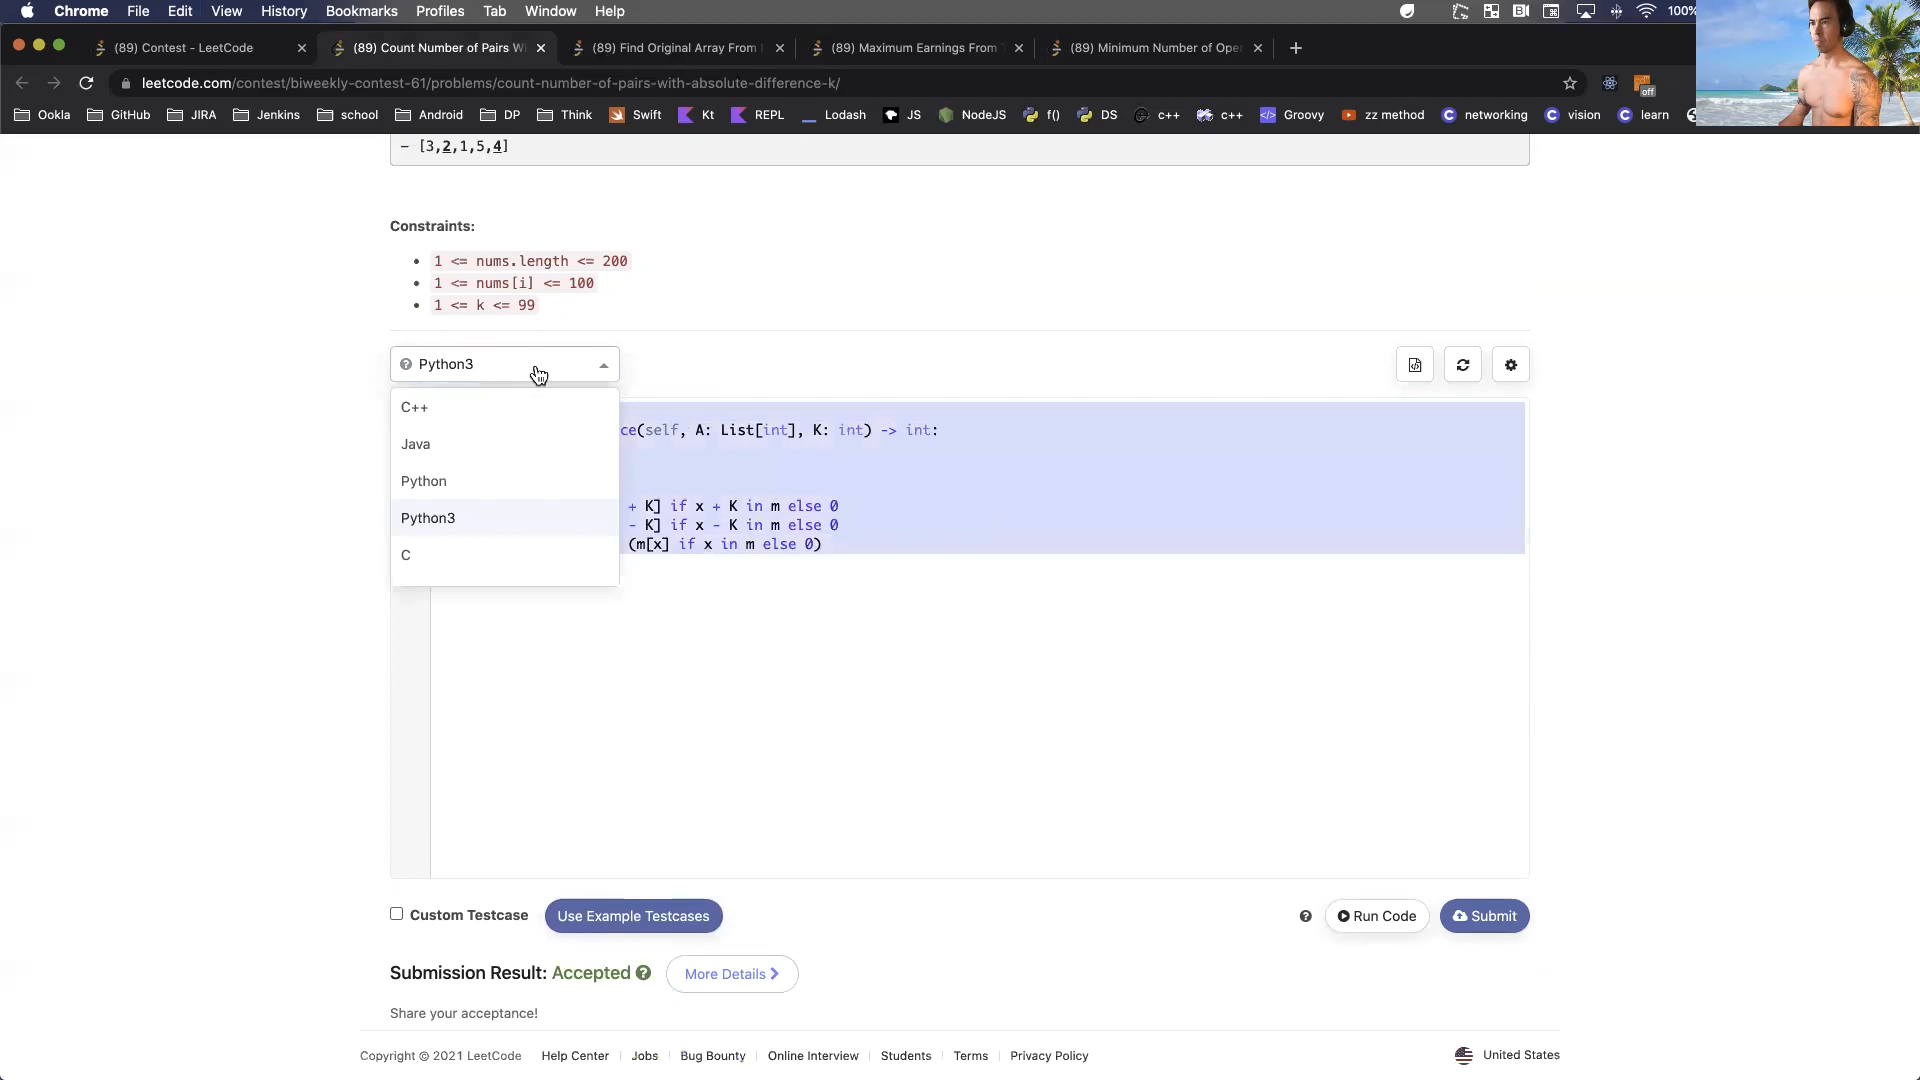 Chrome File Edit View History Bookmarks Profiles Tab Window Help 100%
(89) Contest - LeetCode (89) Count Number of Pairs Wi (89) Find Original Array From (89) Maximum Earnings From (89) Minimum Number of Oper
leetcode.com/contest/biweekly-contest-61/problems/count-number-of-pairs-with-absolute-difference-k/
off
Ookla GitHub JIRA Jenkins school Android DP Think Swift Kt REPL Lodash JS NodeJS f() DS c++ c++ Groovy zz method networking vision learn
– [3,2,1,5,4]
Constraints:
• 1 <= nums.length <= 200
• 1 <= nums[i] <= 100
• 1 <= k <= 99
Python3
C++
ce(self, A: List[int], K: int) -> int:
Java
Python
+ K] if x + K in m else 0
Python3
- K] if x - K in m else 0
(m[x] if x in m else 0)
C
Custom Testcase Use Example Testcases Run Code Submit
Submission Result: Accepted More Details
Share your acceptance!
Copyright © 2021 LeetCode Help Center Jobs Bug Bounty Online Interview Students Terms Privacy Policy United States